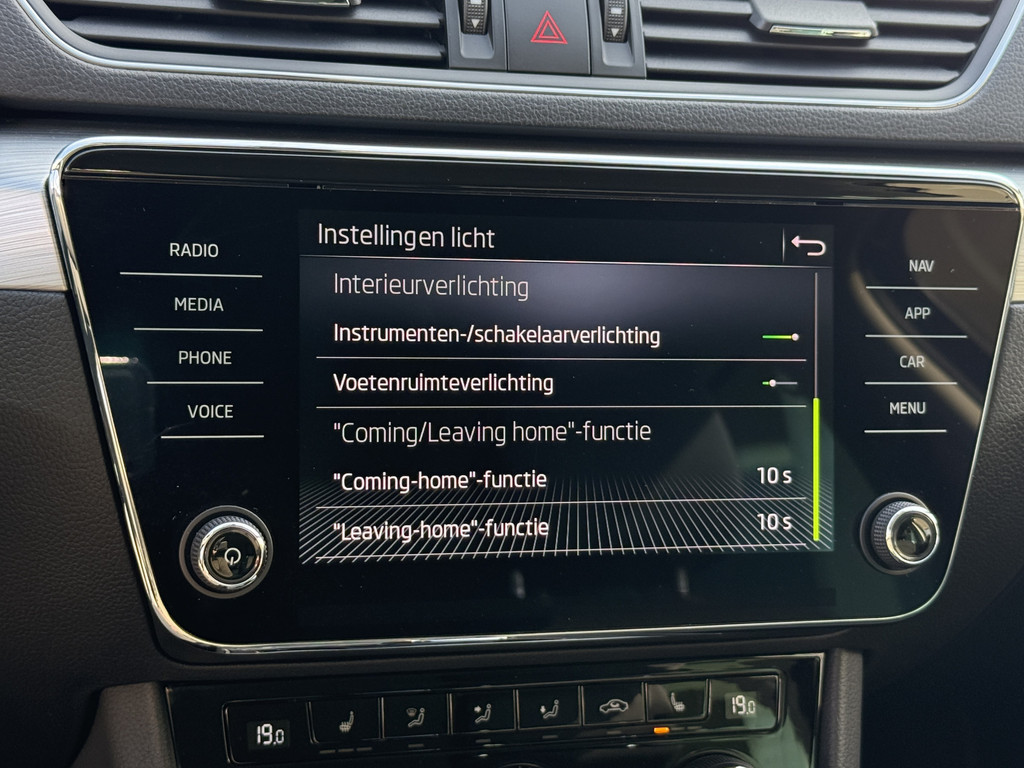 Instellingen licht
Interieurverlichting
Instrumenten-/schakelaarverlichting
Voetenruimteverlichting
"Coming/Leaving home"-functie
"Coming-home"-functie 10 s
"Leaving-home"-functie 10 s
RADIO
MEDIA
PHONE
VOICE
NAV
APP
CAR
MENU
19.0
19.0